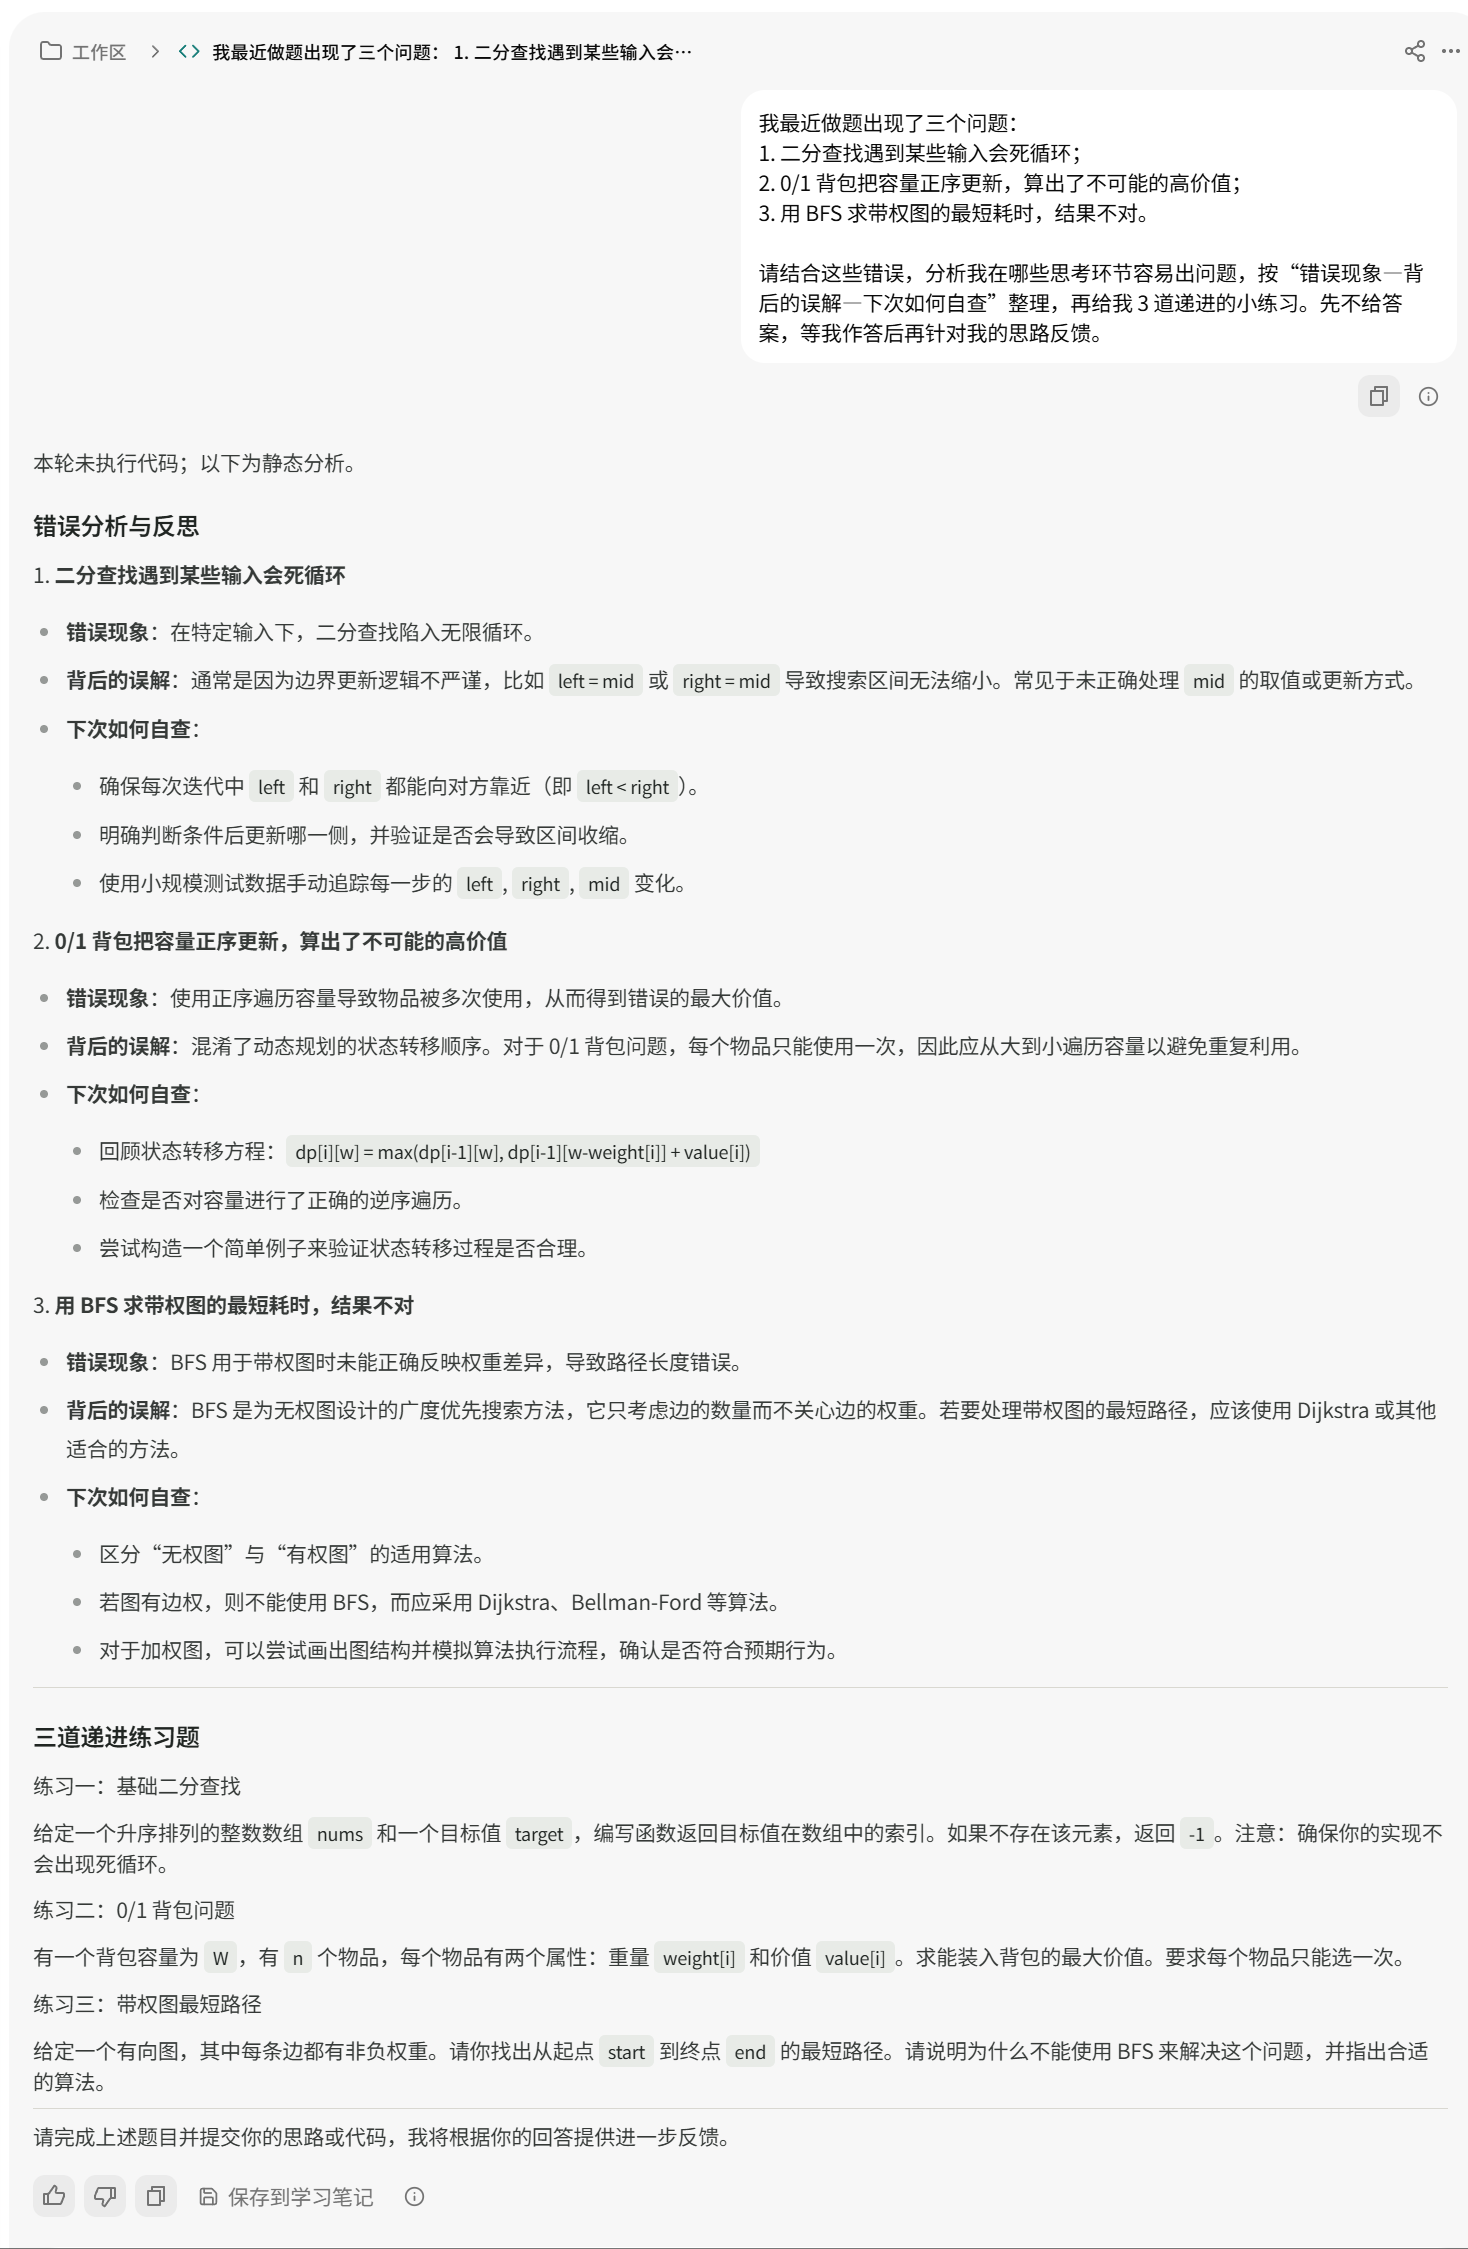 工作区 > <> 我最近做题出现了三个问题： 1. 二分查找遇到某些输入会…
我最近做题出现了三个问题：
1. 二分查找遇到某些输入会死循环；
2. 0/1 背包把容量正序更新，算出了不可能的高价值；
3. 用 BFS 求带权图的最短耗时，结果不对。
请结合这些错误，分析我在哪些思考环节容易出问题，按“错误现象—背
后的误解—下次如何自查”整理，再给我 3 道递进的小练习。先不给答
案，等我作答后再针对我的思路反馈。
本轮未执行代码；以下为静态分析。
错误分析与反思
1. 二分查找遇到某些输入会死循环
错误现象：在特定输入下，二分查找陷入无限循环。
背后的误解：通常是因为边界更新逻辑不严谨，比如 left = mid 或 right = mid 导致搜索区间无法缩小。常见于未正确处理 mid 的取值或更新方式。
下次如何自查：
确保每次迭代中 left 和 right 都能向对方靠近（即 left < right）。
明确判断条件后更新哪一侧，并验证是否会导致区间收缩。
使用小规模测试数据手动追踪每一步的 left , right , mid 变化。
2. 0/1 背包把容量正序更新，算出了不可能的高价值
错误现象：使用正序遍历容量导致物品被多次使用，从而得到错误的最大价值。
背后的误解：混淆了动态规划的状态转移顺序。对于 0/1 背包问题，每个物品只能使用一次，因此应从大到小遍历容量以避免重复利用。
下次如何自查：
回顾状态转移方程： dp[i][w] = max(dp[i-1][w], dp[i-1][w-weight[i]] + value[i])
检查是否对容量进行了正确的逆序遍历。
尝试构造一个简单例子来验证状态转移过程是否合理。
3. 用 BFS 求带权图的最短耗时，结果不对
错误现象：BFS 用于带权图时未能正确反映权重差异，导致路径长度错误。
背后的误解：BFS 是为无权图设计的广度优先搜索方法，它只考虑边的数量而不关心边的权重。若要处理带权图的最短路径，应该使用 Dijkstra 或其他
适合的方法。
下次如何自查：
区分“无权图”与“有权图”的适用算法。
若图有边权，则不能使用 BFS，而应采用 Dijkstra、Bellman-Ford 等算法。
对于加权图，可以尝试画出图结构并模拟算法执行流程，确认是否符合预期行为。
三道递进练习题
练习一：基础二分查找
给定一个升序排列的整数数组 nums 和一个目标值 target ，编写函数返回目标值在数组中的索引。如果不存在该元素，返回 -1 。注意：确保你的实现不
会出现死循环。
练习二：0/1 背包问题
有一个背包容量为 W ，有 n 个物品，每个物品有两个属性：重量 weight[i] 和价值 value[i] 。求能装入背包的最大价值。要求每个物品只能选一次。
练习三：带权图最短路径
给定一个有向图，其中每条边都有非负权重。请你找出从起点 start 到终点 end 的最短路径。请说明为什么不能使用 BFS 来解决这个问题，并指出合适
的算法。
请完成上述题目并提交你的思路或代码，我将根据你的回答提供进一步反馈。
保存到学习笔记